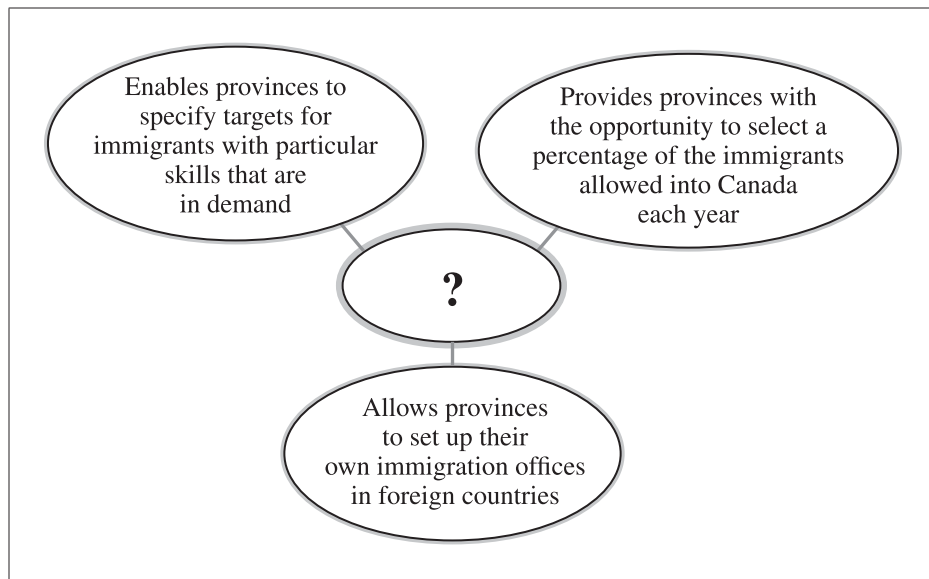 Enables provinces to
specify targets for
immigrants with particular
skills that are
in demand
Provides provinces with
the opportunity to select a
percentage of the immigrants
allowed into Canada
each year
?
Allows provinces
to set up their
own immigration offices
in foreign countries